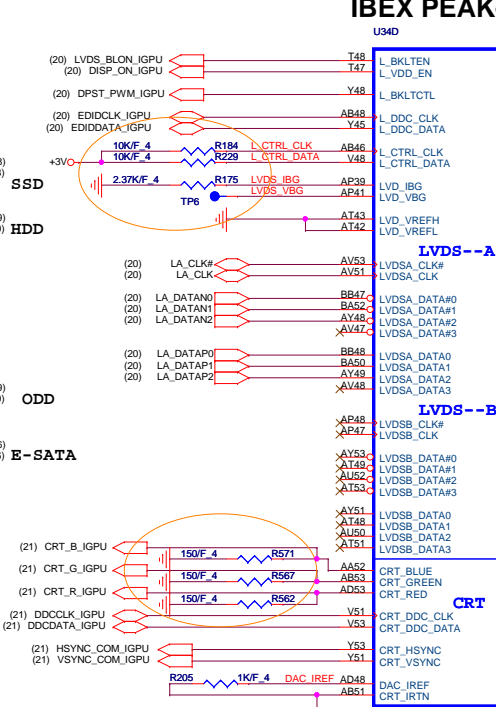 IBEX PEAK-
U34D
(20) LVDS_BLON_IGPU T48 L_BKLTEN
(20) DISP_ON_IGPU T47 L_VDD_EN
(20) DPST_PWM_IGPU Y48 L_BKLTCTL
(20) EDIDCLK_IGPU AB48 L_DDC_CLK
(20) EDIDDATA_IGPU Y45 L_DDC_DATA
10K/F_4 R184 L_CTRL_CLK AB46 L_CTRL_CLK
+3V 10K/F_4 R229 L_CTRL_DATA V48 L_CTRL_DATA
SSD
2.37K/F_4 R175 LVDS_IBG AP39 LVD_IBG
TP6 LVDS_VBG AP41 LVD_VBG
HDD
AT43 LVD_VREFH
AT42 LVD_VREFL
LVDS--A
(20) LA_CLK# AV53 LVDSA_CLK#
(20) LA_CLK AV51 LVDSA_CLK
(20) LA_DATAN0 BB47 LVDSA_DATA#0
(20) LA_DATAN1 BA52 LVDSA_DATA#1
(20) LA_DATAN2 AY48 LVDSA_DATA#2
AV47 LVDSA_DATA#3
(20) LA_DATAP0 BB48 LVDSA_DATA0
(20) LA_DATAP1 BA50 LVDSA_DATA1
(20) LA_DATAP2 AY49 LVDSA_DATA2
AV48 LVDSA_DATA3
ODD
LVDS--B
AP48 LVDSB_CLK#
AP47 LVDSB_CLK
E-SATA
AY53 LVDSB_DATA#0
AT49 LVDSB_DATA#1
AU52 LVDSB_DATA#2
AT53 LVDSB_DATA#3
AY51 LVDSB_DATA0
AT48 LVDSB_DATA1
AU50 LVDSB_DATA2
AT51 LVDSB_DATA3
(21) CRT_B_IGPU
150/F_4 R571
(21) CRT_G_IGPU AA52 CRT_BLUE
150/F_4 R567 AB53 CRT_GREEN
(21) CRT_R_IGPU AD53 CRT_RED
150/F_4 R562
CRT
(21) DDCCLK_IGPU V51 CRT_DDC_CLK
(21) DDCDATA_IGPU V53 CRT_DDC_DATA
(21) HSYNC_COM_IGPU Y53 CRT_HSYNC
(21) VSYNC_COM_IGPU Y51 CRT_VSYNC
R205 1K/F_4 DAC_IREF AD48 DAC_IREF
AB51 CRT_IRTN